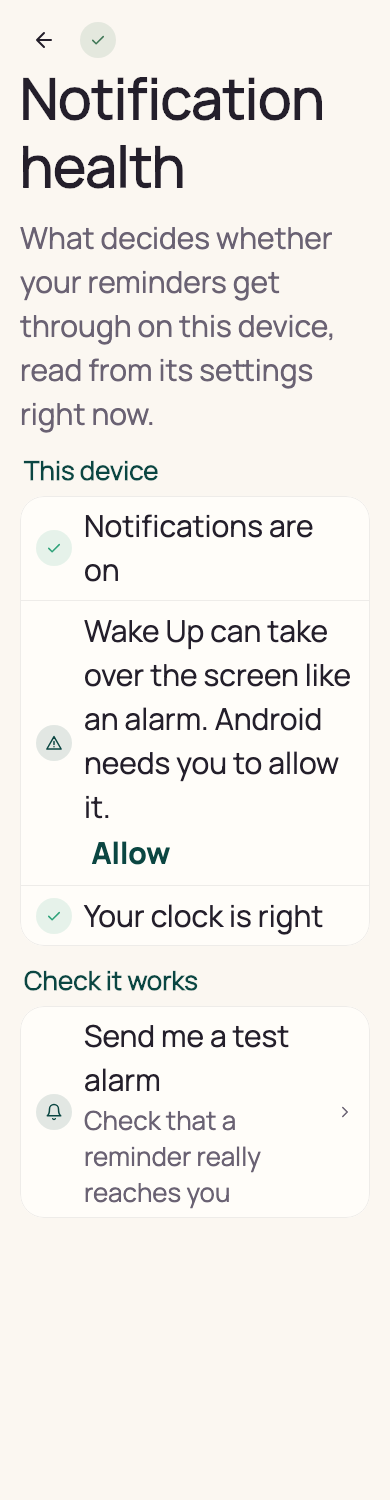 Notification
health
What decides whether
your reminders get
through on this device,
read from its settings
right now.
This device
Notifications are
on
Wake Up can take
over the screen like
an alarm. Android
needs you to allow
it.
Allow
Your clock is right
Check it works
Send me a test
alarm
Check that a
reminder really
reaches you